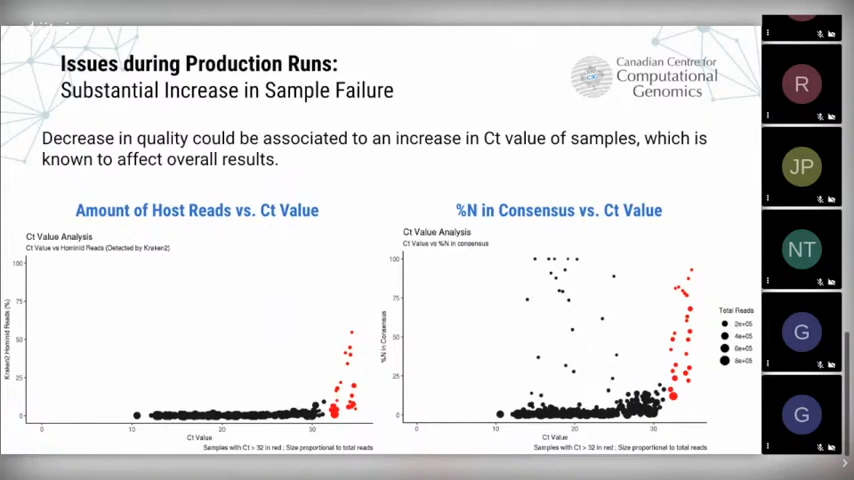 Issues during Production Runs:
Substantial Increase in Sample Failure
Canadian Centre for
Computational
Genomics
Decrease in quality could be associated to an increase in Ct value of samples, which is
known to affect overall results.
Amount of Host Reads vs. Ct Value
%N in Consensus vs. Ct Value
Ct Value Analysis
Ct Value vs Hominid Reads (Detected by Kraken2)
100
75
50
25
0
Kraken2 Hominid Reads (%)
0
10
20
30
Ct Value
Samples with Ct > 32 in red ; Size proportional to total reads
Ct Value Analysis
Ct Value vs %N in consensus
100
75
50
25
0
%N in Consensus
0
10
20
30
Ct Value
Samples with Ct > 32 in red ; Size proportional to total reads
Total Reads
2e+05
4e+05
6e+05
8e+05
R
JP
NT
G
G